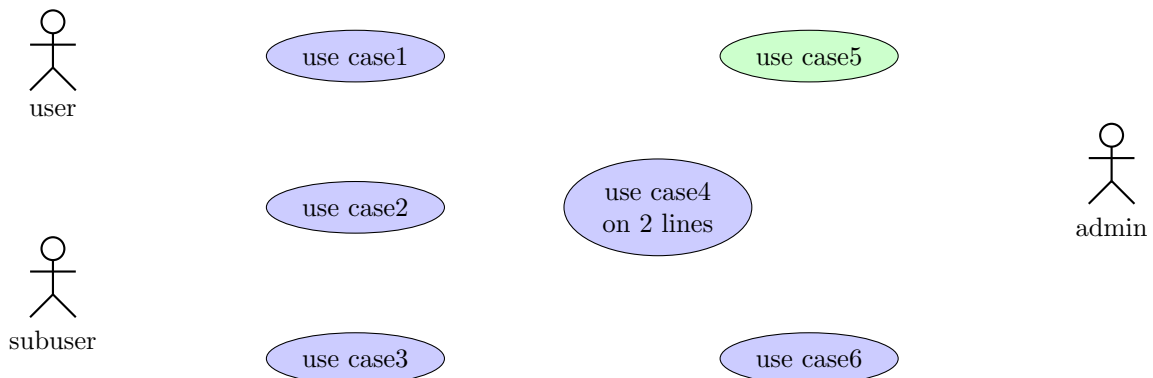 use case1
use case5
user
use case2
use case4
on 2 lines
admin
subuser
use case3
use case6